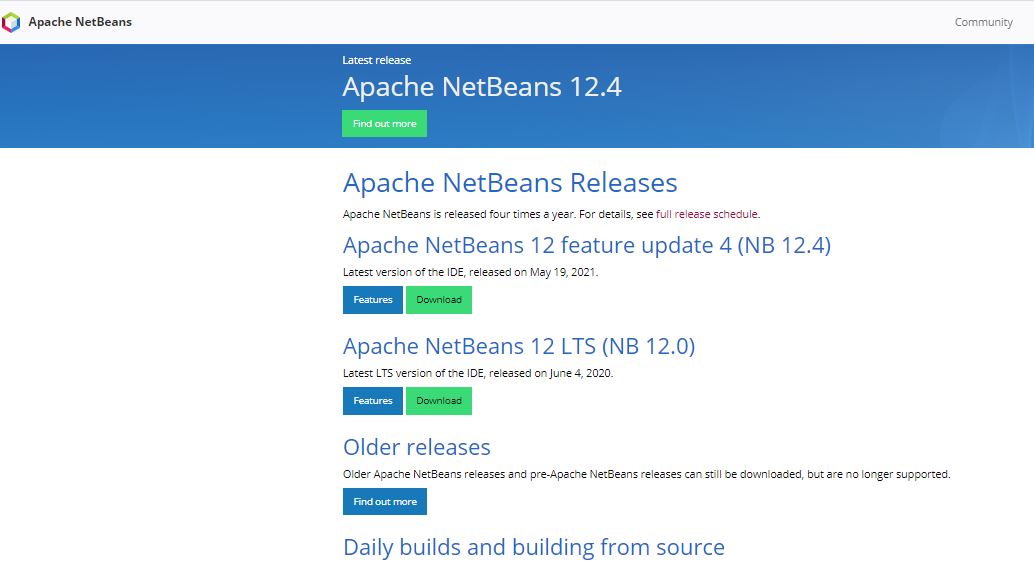 Apache NetBeans
Community
Latest release
Apache NetBeans 12.4
Find out more
Apache NetBeans Releases
Apache NetBeans is released four times a year. For details, see full release schedule.
Apache NetBeans 12 feature update 4 (NB 12.4)
Latest version of the IDE, released on May 19, 2021.
Features Download
Apache NetBeans 12 LTS (NB 12.0)
Latest LTS version of the IDE, released on June 4, 2020.
Features Download
Older releases
Older Apache NetBeans releases and pre-Apache NetBeans releases can still be downloaded, but are no longer supported.
Find out more
Daily builds and building from source